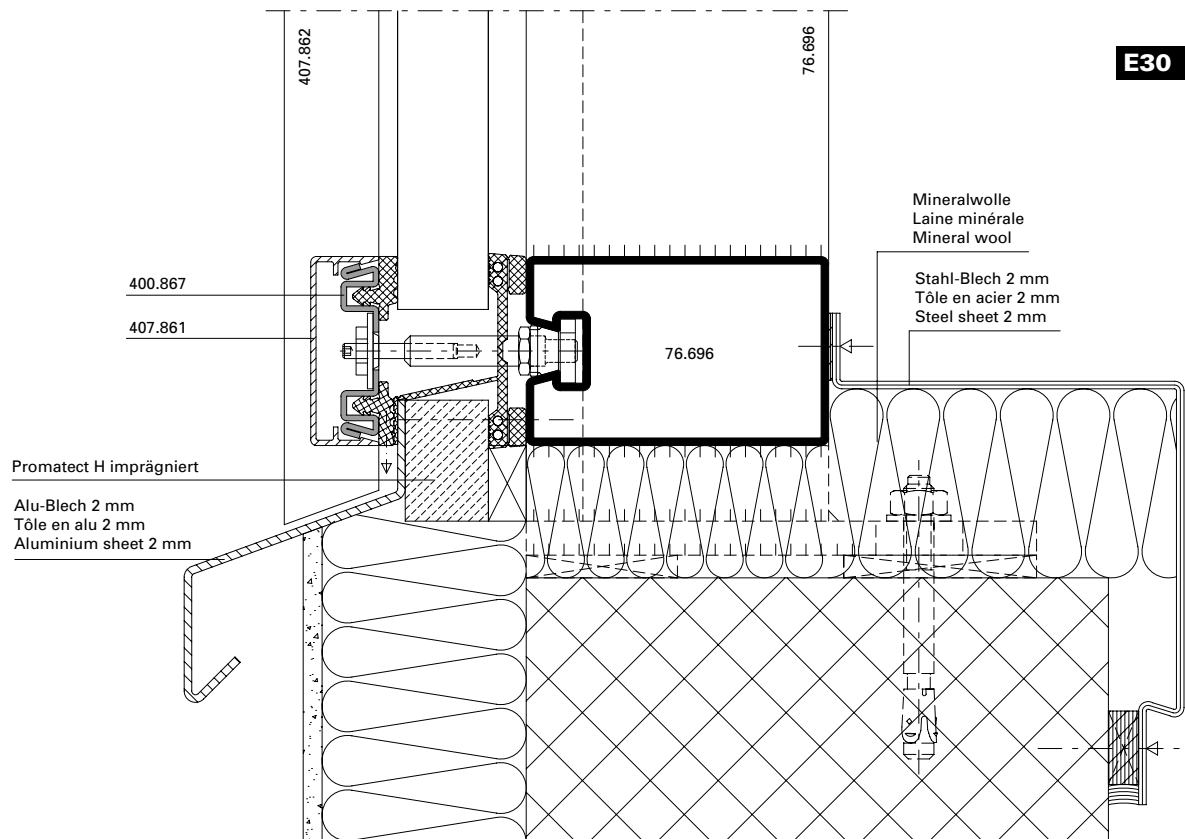 407.862
76.696
E30
Mineralwolle
Laine minérale
Mineral wool
400.867
Stahl-Blech 2 mm
Tôle en acier 2 mm
Steel sheet 2 mm
407.861
76.696
Promatect H imprägniert
Alu-Blech 2 mm
Tôle en alu 2 mm
Aluminium sheet 2 mm